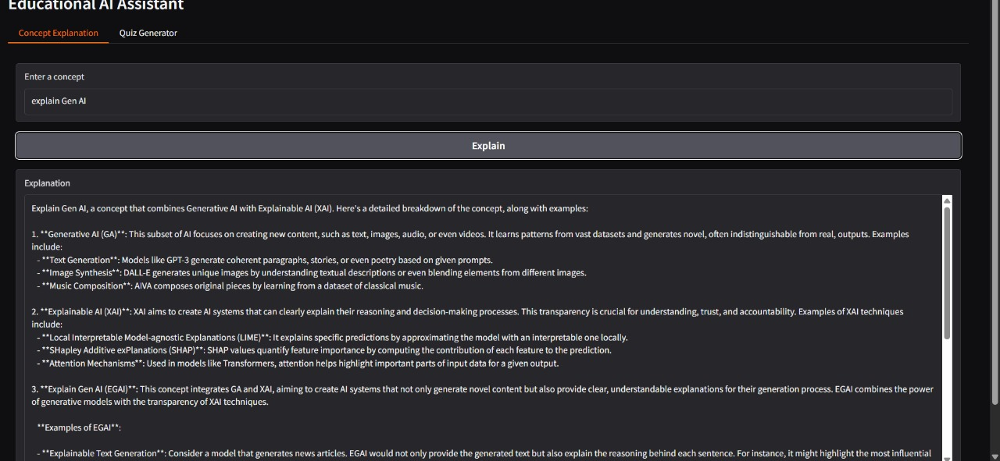 Educational AI Assistant
Concept Explanation
Quiz Generator
Enter a concept
explain Gen AI
Explain
Explanation
Explain Gen AI, a concept that combines Generative AI with Explainable AI (XAI). Here's a detailed breakdown of the concept, along with examples:
1. **Generative AI (GA)**: This subset of AI focuses on creating new content, such as text, images, audio, or even videos. It learns patterns from vast datasets and generates novel, often indistinguishable from real, outputs. Examples
include:
- **Text Generation**: Models like GPT-3 generate coherent paragraphs, stories, or even poetry based on given prompts.
- **Image Synthesis**: DALL-E generates unique images by understanding textual descriptions or even blending elements from different images.
- **Music Composition**: AIVA composes original pieces by learning from a dataset of classical music.
2. **Explainable AI (XAI)**: XAI aims to create AI systems that can clearly explain their reasoning and decision-making processes. This transparency is crucial for understanding, trust, and accountability. Examples of XAI techniques
include:
- **Local Interpretable Model-agnostic Explanations (LIME)**: It explains specific predictions by approximating the model with an interpretable one locally.
- **SHapley Additive exPlanations (SHAP)**: SHAP values quantify feature importance by computing the contribution of each feature to the prediction.
- **Attention Mechanisms**: Used in models like Transformers, attention helps highlight important parts of input data for a given output.
3. **Explain Gen AI (EGAI)**: This concept integrates GA and XAI, aiming to create AI systems that not only generate novel content but also provide clear, understandable explanations for their generation process. EGAI combines the power
of generative models with the transparency of XAI techniques.
**Examples of EGAI**:
- **Explainable Text Generation**: Consider a model that generates news articles. EGAI would not only provide the generated text but also explain the reasoning behind each sentence. For instance, it might highlight the most influential